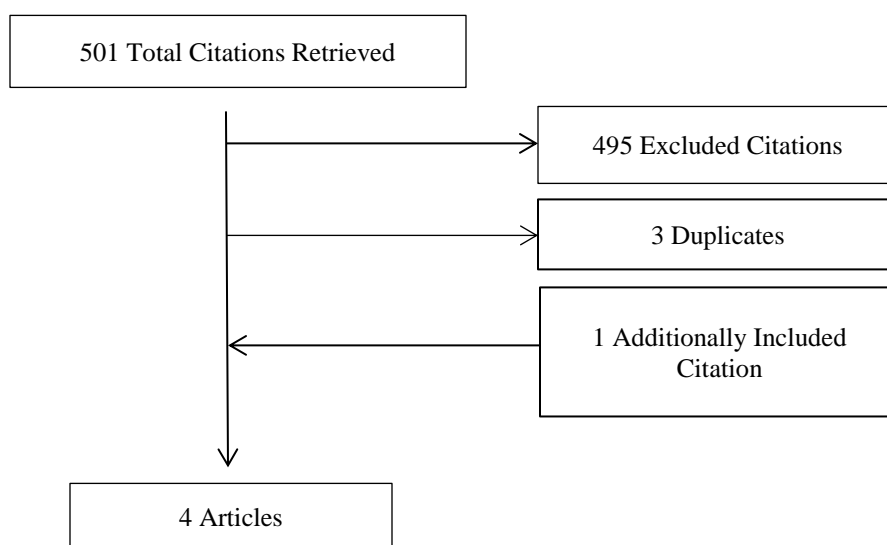 501 Total Citations Retrieved
495 Excluded Citations
3 Duplicates
1 Additionally Included
Citation
4 Articles